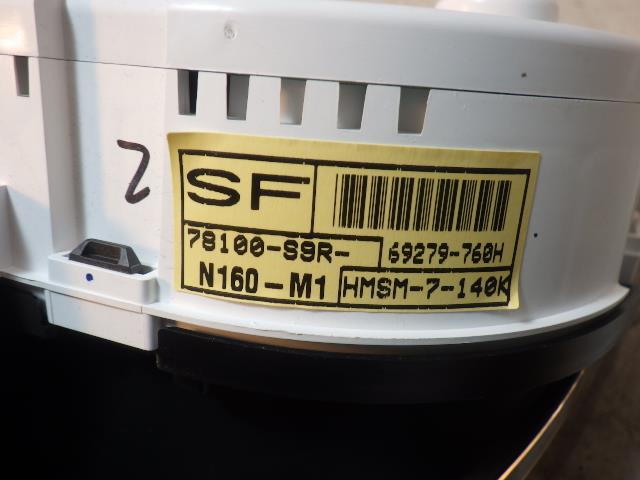 2
SF
78100-S9R-
69279-760H
N160-M1
HMSM-7-140K